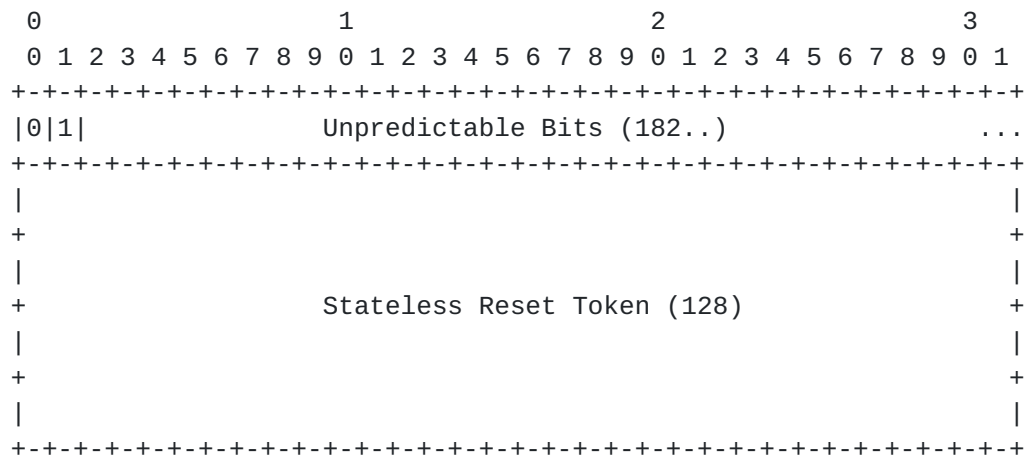 0                   1                   2                   3
 0 1 2 3 4 5 6 7 8 9 0 1 2 3 4 5 6 7 8 9 0 1 2 3 4 5 6 7 8 9 0 1
+-+-+-+-+-+-+-+-+-+-+-+-+-+-+-+-+-+-+-+-+-+-+-+-+-+-+-+-+-+-+-+-+
|0|1|               Unpredictable Bits (182..)                ...
+-+-+-+-+-+-+-+-+-+-+-+-+-+-+-+-+-+-+-+-+-+-+-+-+-+-+-+-+-+-+-+-+
|                                                               |
+                                                               +
|                                                               |
+                   Stateless Reset Token (128)                 +
|                                                               |
+                                                               +
|                                                               |
+-+-+-+-+-+-+-+-+-+-+-+-+-+-+-+-+-+-+-+-+-+-+-+-+-+-+-+-+-+-+-+-+